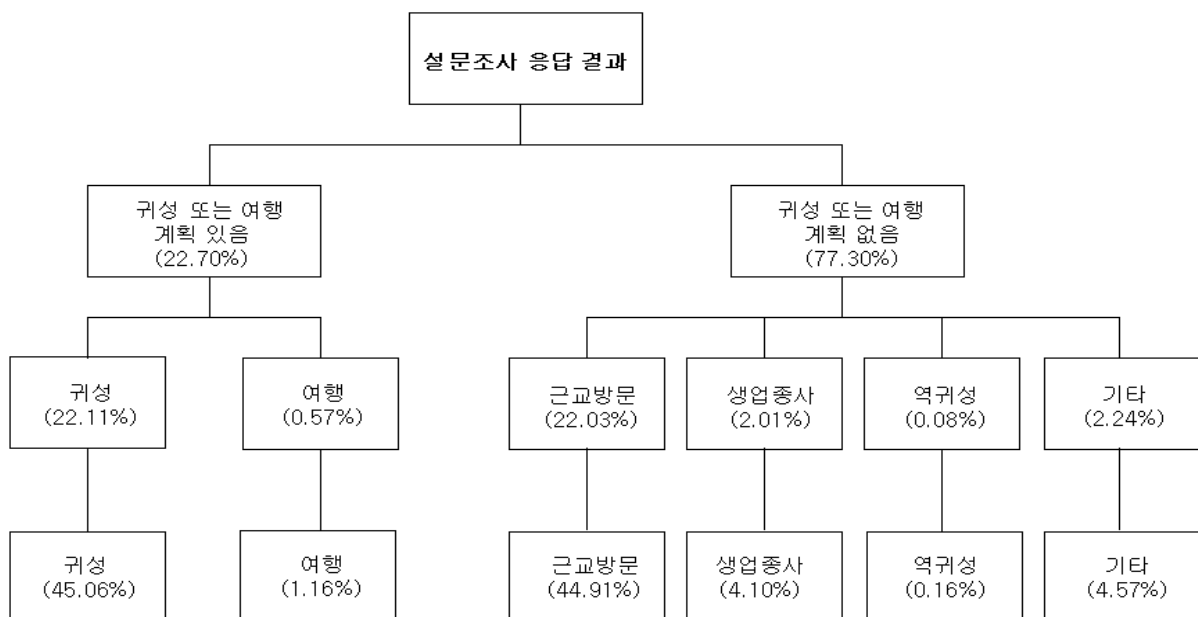 설문조사 응답 결과
귀성 또는 여행
계획 있음
(22.70%)
귀성 또는 여행
계획 없음
(77.30%)
귀성
(22.11%)
여행
(0.57%)
근교방문
(22.03%)
생업종사
(2.01%)
역귀성
(0.08%)
기타
(2.24%)
귀성
(45.06%)
여행
(1.16%)
근교방문
(44.91%)
생업종사
(4.10%)
역귀성
(0.16%)
기타
(4.57%)